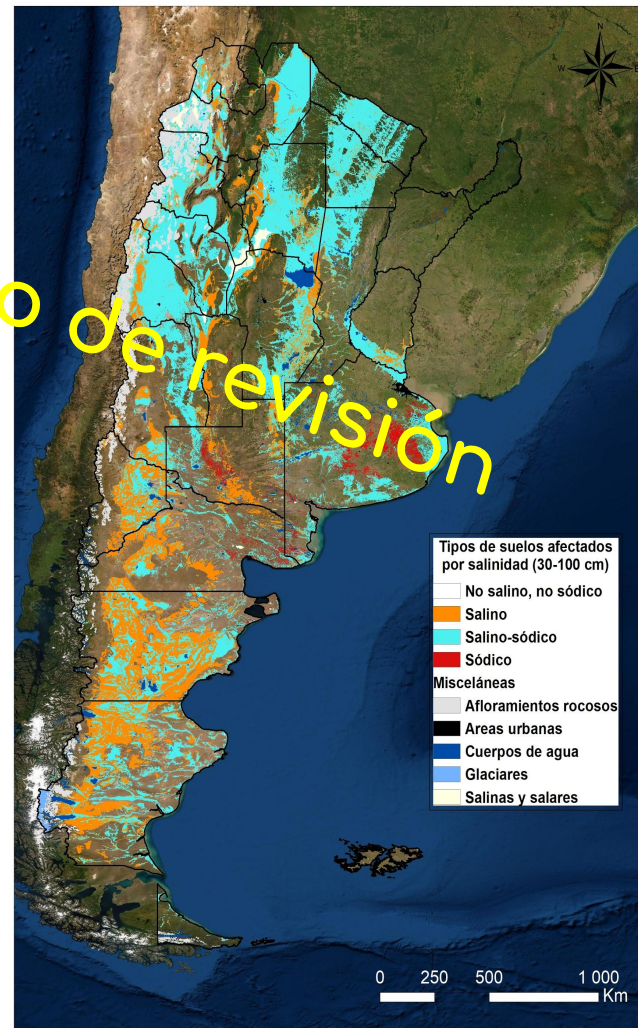 N
W
E
S
o de revisión
Tipos de suelos afectados
por salinidad (30-100 cm)
No salino, no sódico
Salino
Salino-sódico
Sódico
Misceláneas
Afloramientos rocosos
Areas urbanas
Cuerpos de agua
Glaciares
Salinas y salares
0 250 500 1 000
Km